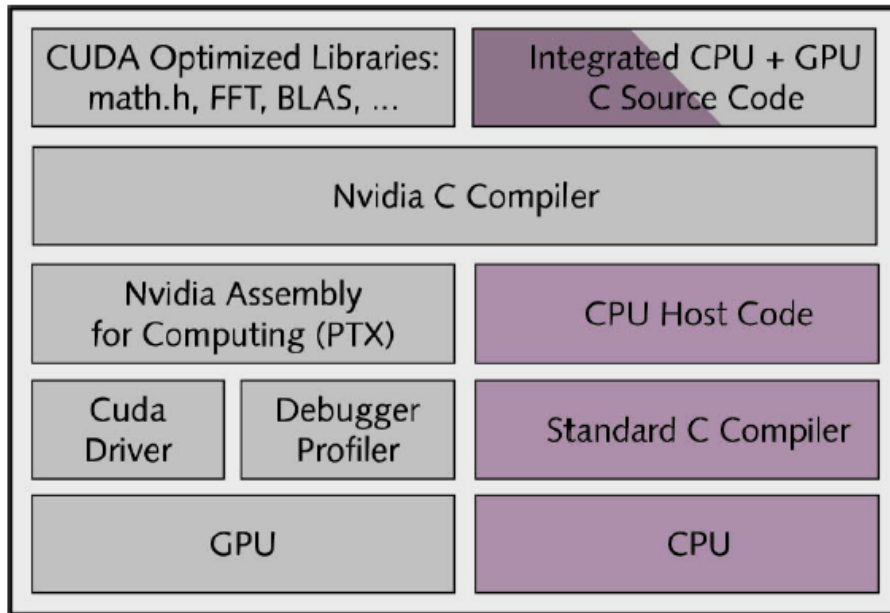 CUDA Optimized Libraries:
math.h, FFT, BLAS, ...
Integrated CPU + GPU
C Source Code
Nvidia C Compiler
Nvidia Assembly
for Computing (PTX)
CPU Host Code
Cuda
Driver
Debugger
Profiler
Standard C Compiler
GPU
CPU